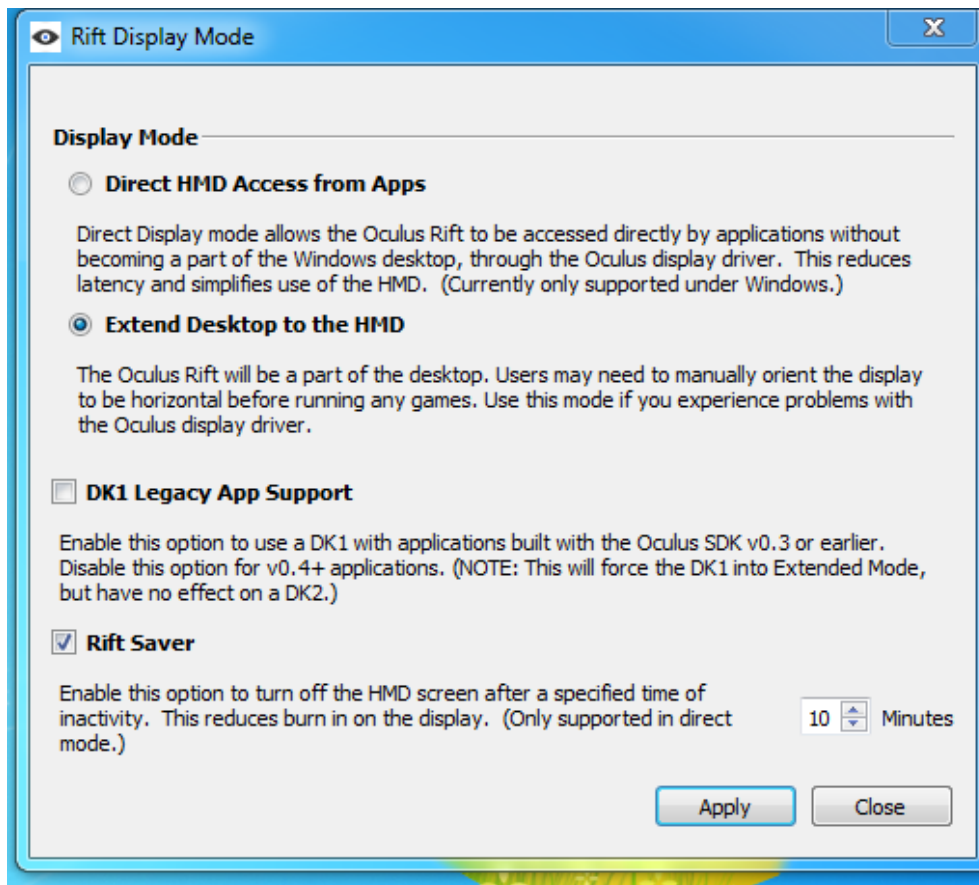 Rift Display Mode
Display Mode
Direct HMD Access from Apps
Direct Display mode allows the Oculus Rift to be accessed directly by applications without
becoming a part of the Windows desktop, through the Oculus display driver.  This reduces
latency and simplifies use of the HMD.  (Currently only supported under Windows.)
Extend Desktop to the HMD
The Oculus Rift will be a part of the desktop. Users may need to manually orient the display
to be horizontal before running any games. Use this mode if you experience problems with
the Oculus display driver.
DK1 Legacy App Support
Enable this option to use a DK1 with applications built with the Oculus SDK v0.3 or earlier.
Disable this option for v0.4+ applications. (NOTE: This will force the DK1 into Extended Mode,
but have no effect on a DK2.)
Rift Saver
Enable this option to turn off the HMD screen after a specified time of
inactivity.  This reduces burn in on the display.  (Only supported in direct
mode.)
10 Minutes
Apply Close